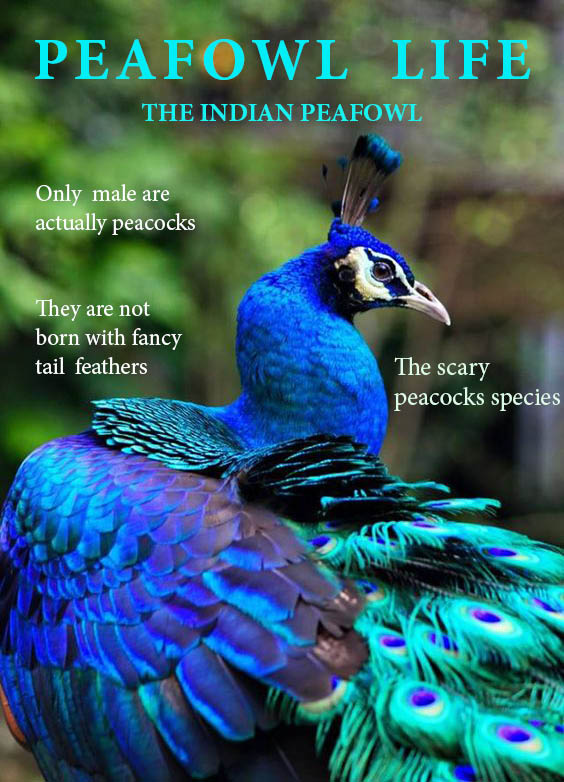 PEAFOWL LIFE
THE INDIAN PEAFOWL
Only male are
actually peacocks
They are not
born with fancy
tail feathers
The scary
peacocks species